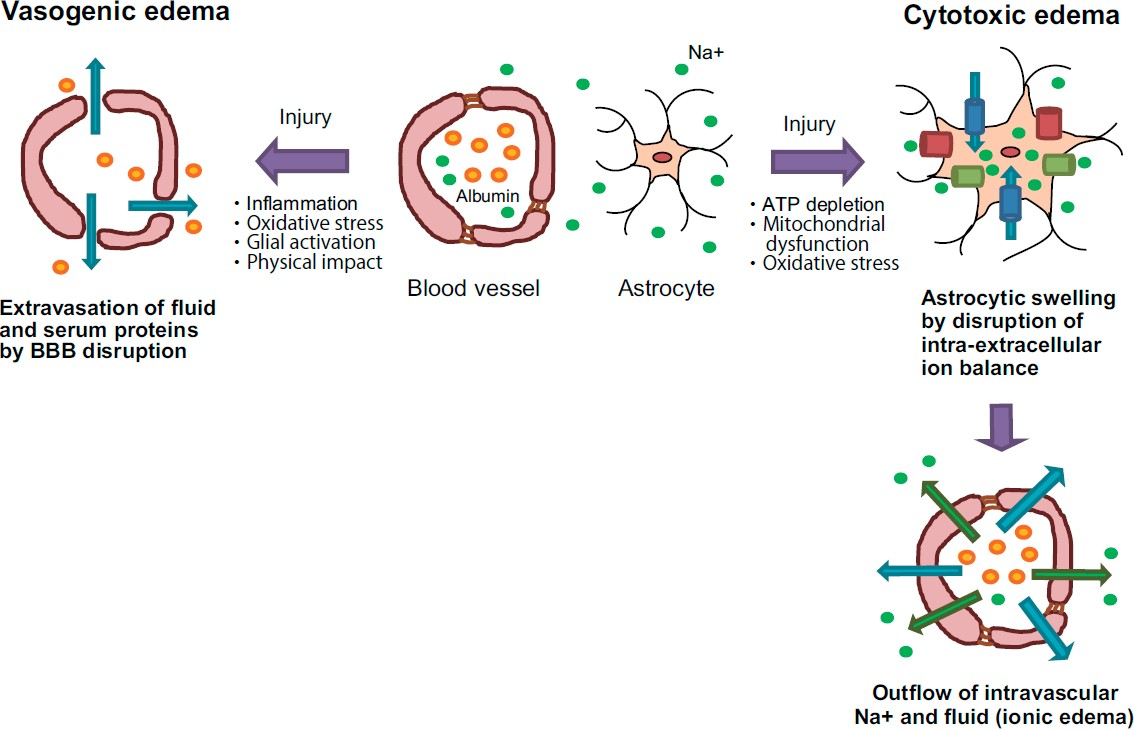 Vasogenic edema
Cytotoxic edema
Na+
Injury
Injury
Albumin
• Inflammation
• Oxidative stress
• Glial activation
• Physical impact
• ATP depletion
• Mitochondrial
dysfunction
• Oxidative stress
Blood vessel
Astrocyte
Extravasation of fluid
and serum proteins
by BBB disruption
Astrocytic swelling
by disruption of
intra-extracellular
ion balance
Outflow of intravascular
Na+ and fluid (ionic edema)